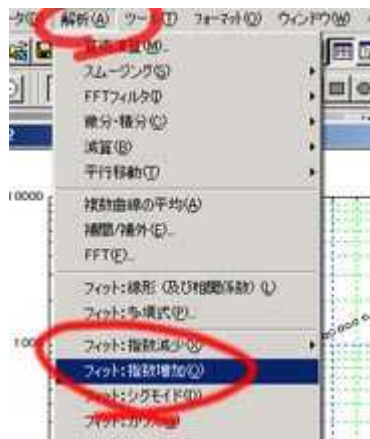 解析(A) ツール(T) フォーマット(O) ウィンドウ(W)
スムージング(S)
FFTフィルタ(I)
微分・積分(C)
減算(B)
平行移動(T)
10000
複数曲線の平均(A)
補間/補外(E)...
FFT(F)...
フィット:線形 (及び相関係数) (L)
フィット:多項式(P)...
フィット:指数減少(X)
フィット:指数増加(Q)
フィット:シグモイド(D)